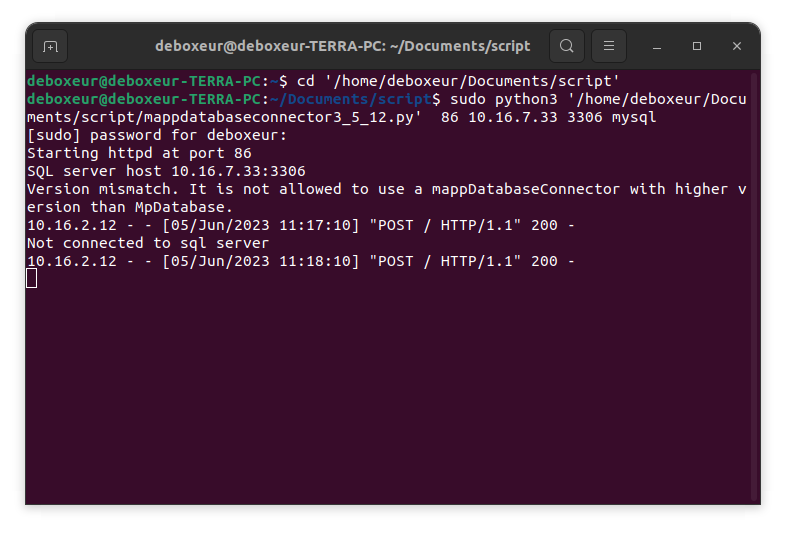 deboxeur@deboxeur-TERRA-PC: ~/Documents/script
deboxeur@deboxeur-TERRA-PC:~$ cd '/home/deboxeur/Documents/script'
deboxeur@deboxeur-TERRA-PC:~/Documents/script$ sudo python3 '/home/deboxeur/Docu
ments/script/mappdatabaseconnector3_5_12.py'  86 10.16.7.33 3306 mysql
[sudo] password for deboxeur:
Starting httpd at port 86
SQL server host 10.16.7.33:3306
Version mismatch. It is not allowed to use a mappDatabaseConnector with higher v
ersion than MpDatabase.
10.16.2.12 - - [05/Jun/2023 11:17:10] "POST / HTTP/1.1" 200 -
Not connected to sql server
10.16.2.12 - - [05/Jun/2023 11:18:10] "POST / HTTP/1.1" 200 -